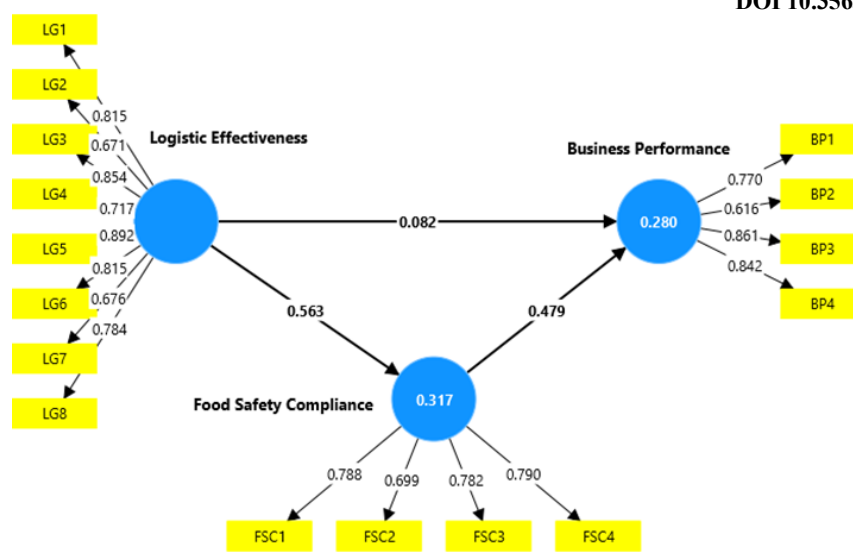 DOI 10.356
LG1
LG2
LG3
LG4
LG5
LG6
LG7
LG8
0.815
0.671
0.854
0.717
0.892
0.815
0.676
0.784
Logistic Effectiveness
Business Performance
0.082
0.280
0.563
0.479
BP1
BP2
BP3
BP4
0.770
0.616
0.861
0.842
Food Safety Compliance
0.317
0.788
0.699
0.782
0.790
FSC1
FSC2
FSC3
FSC4